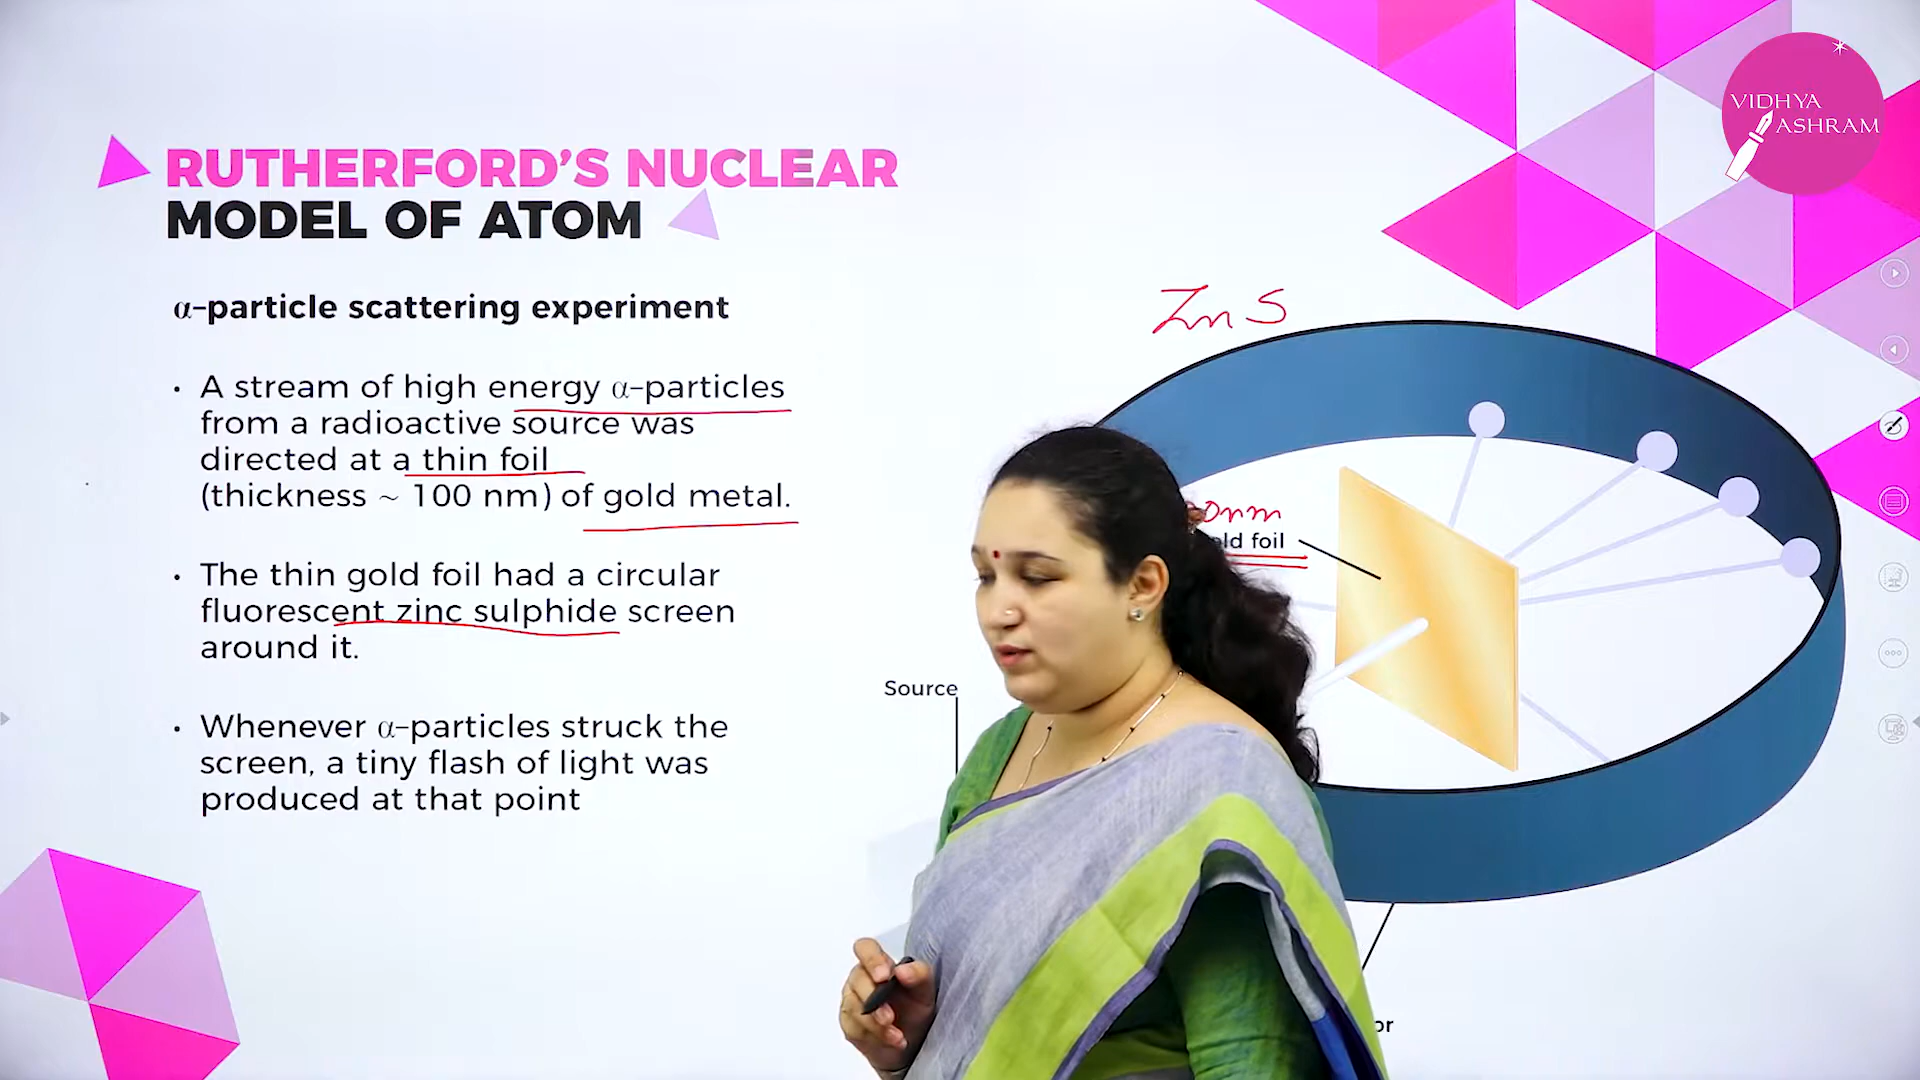 VIDHYA
ASHRAM
RUTHERFORD'S NUCLEAR
MODEL OF ATOM
α-particle scattering experiment
• A stream of high energy α-particles
from a radioactive source was
directed at a thin foil
(thickness ~ 100 nm) of gold metal.
• The thin gold foil had a circular
fluorescent zinc sulphide screen
around it.
• Whenever α-particles struck the
screen, a tiny flash of light was
produced at that point
ZnS
foil
Source